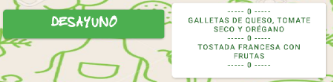 DESAYUNO
----- 0 -----
GALLETAS DE QUESO, TOMATE
SECO Y ORÉGANO
----- 0 -----
TOSTADA FRANCESA CON
FRUTAS
----- 0 -----